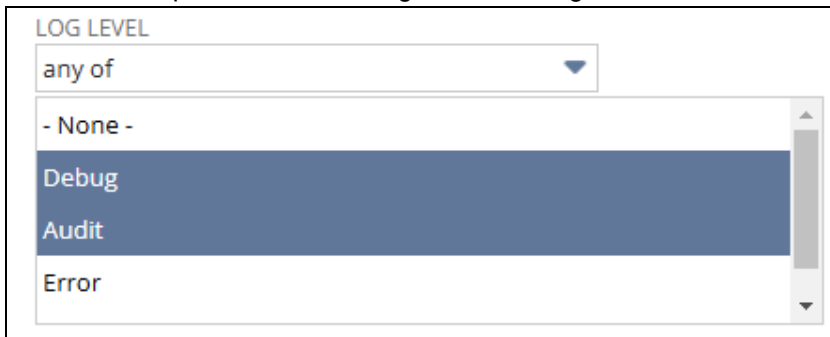 LOG LEVEL
any of
- None -
Debug
Audit
Error